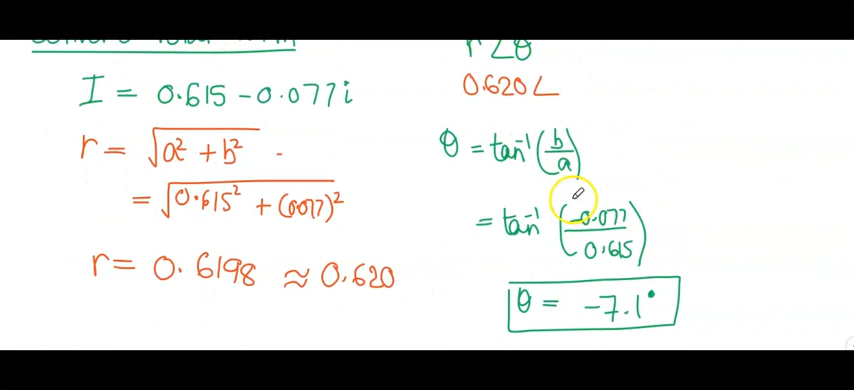 I = 0.615 - 0.077i
r = √a² + b² .
= √0.615² + (0.077)²
r = 0.6198 ≈ 0.620
r∠θ
0.620∠
θ = tan⁻¹(b/a)
= tan⁻¹(-0.077/0.615)
θ = -7.1°